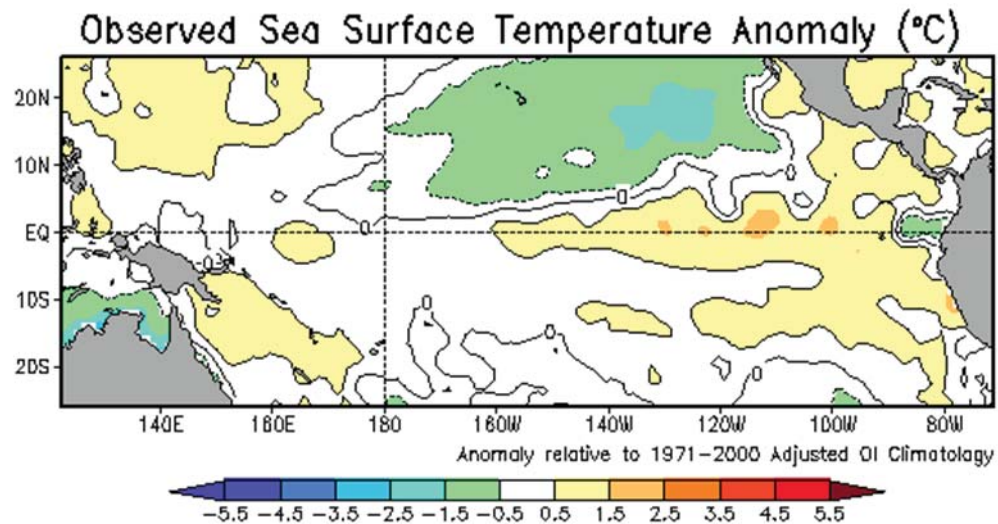 Observed Sea Surface Temperature Anomaly (°C)
20N
10N
EQ
10S
20S
0
0
0
0
0
0
140E 160E 180 160W 140W 120W 100W 80W
Anomaly relative to 1971-2000 Adjusted OI Climatology
-5.5 -4.5 -3.5 -2.5 -1.5 -0.5 0.5 1.5 2.5 3.5 4.5 5.5